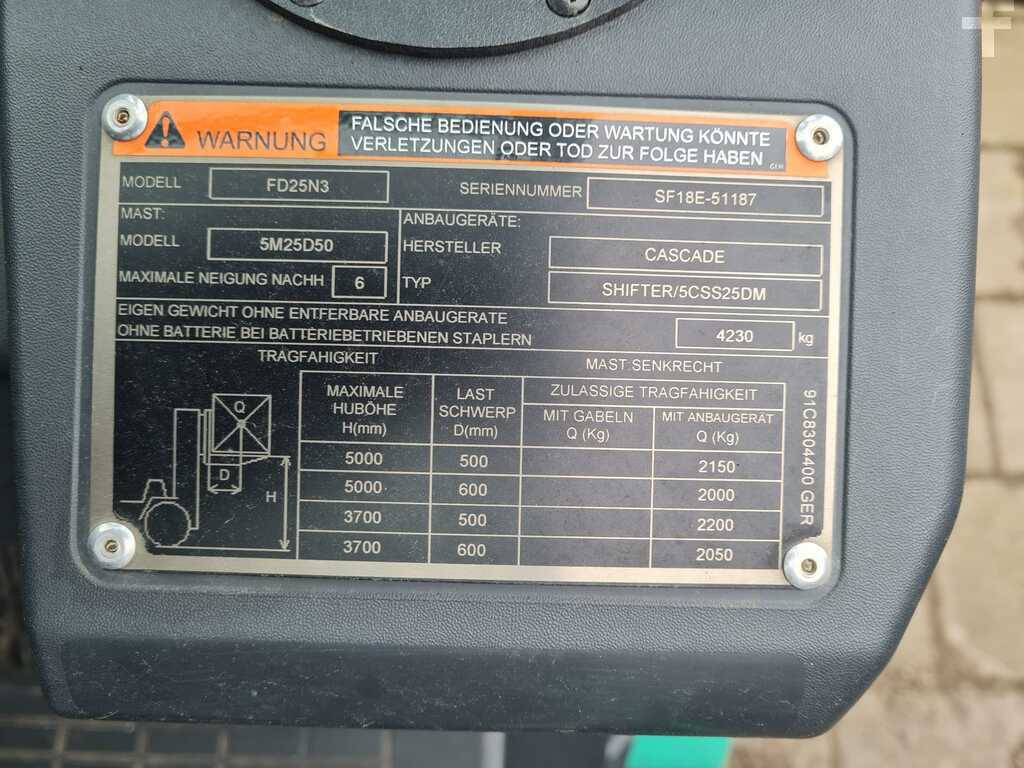 WARNUNG
FALSCHE BEDIENUNG ODER WARTUNG KÖNNTE
VERLETZUNGEN ODER TOD ZUR FOLGE HABEN
GER
MODELL FD25N3 SERIENNUMMER SF18E-51187
MAST: ANBAUGERÄTE:
MODELL 5M25D50 HERSTELLER CASCADE
MAXIMALE NEIGUNG NACHH 6 TYP SHIFTER/5CSS25DM
EIGEN GEWICHT OHNE ENTFERBARE ANBAUGERATE
OHNE BATTERIE BEI BATTERIEBETRIEBENEN STAPLERN 4230 kg
TRAGFAHIGKEIT MAST SENKRECHT
MAXIMALE LAST ZULASSIGE TRAGFAHIGKEIT
HUBÖHE SCHWERP MIT GABELN MIT ANBAUGERÄT
H(mm) D(mm) Q (Kg) Q (Kg)
5000 500 2150
5000 600 2000
3700 500 2200
3700 600 2050
Q
D
H
91C8304400 GER